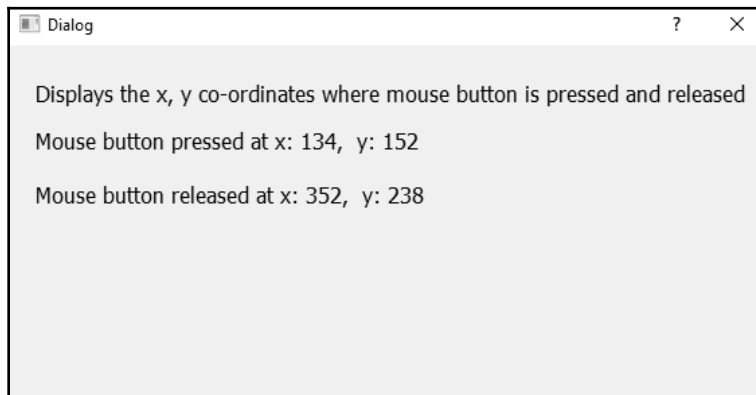 Dialog ? ×
Displays the x, y co-ordinates where mouse button is pressed and released
Mouse button pressed at x: 134,  y: 152
Mouse button released at x: 352,  y: 238